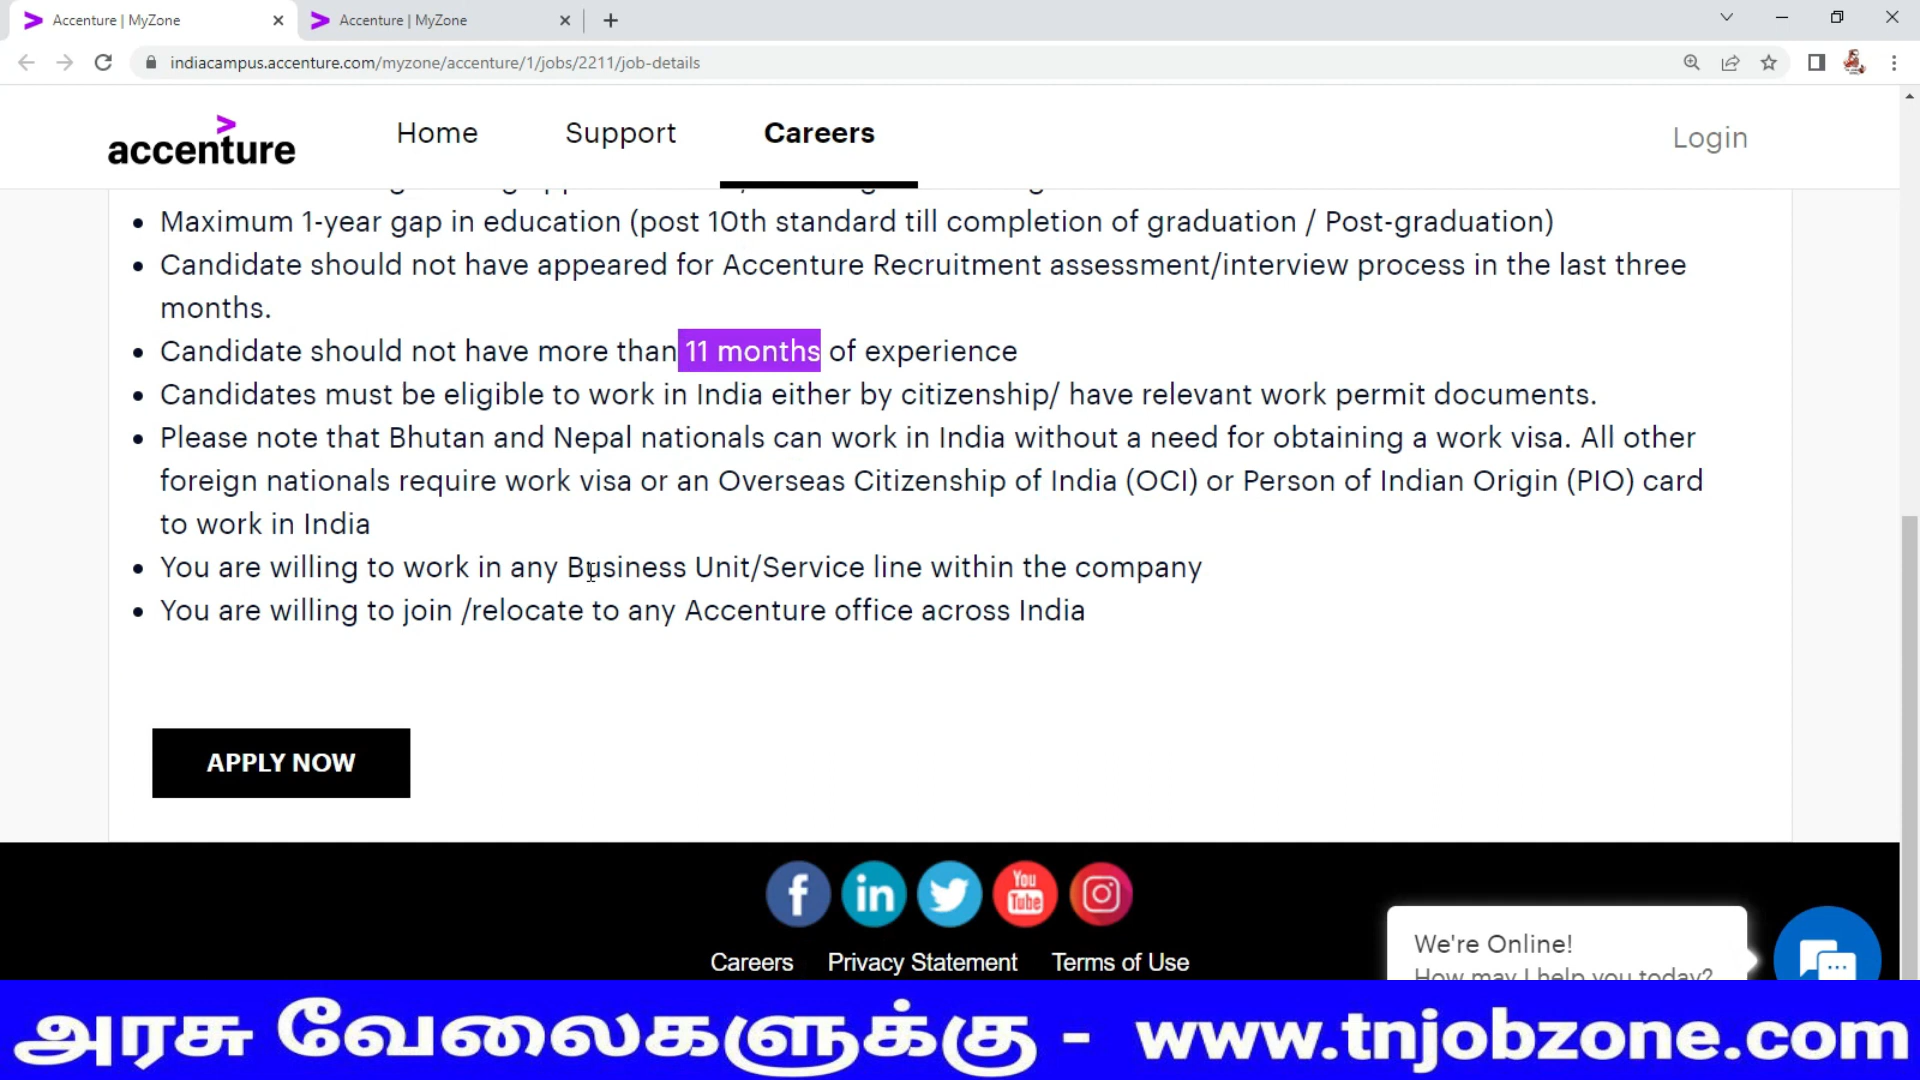 Accenture | MyZone
Accenture | MyZone
indiacampus.accenture.com/myzone/accenture/1/jobs/2211/job-details
accenture
Home
Support
Careers
Login
Maximum 1-year gap in education (post 10th standard till completion of graduation / Post-graduation)
Candidate should not have appeared for Accenture Recruitment assessment/interview process in the last three
months.
Candidate should not have more than 11 months of experience
Candidates must be eligible to work in India either by citizenship/ have relevant work permit documents.
Please note that Bhutan and Nepal nationals can work in India without a need for obtaining a work visa. All other
foreign nationals require work visa or an Overseas Citizenship of India (OCI) or Person of Indian Origin (PIO) card
to work in India
You are willing to work in any Business Unit/Service line within the company
You are willing to join /relocate to any Accenture office across India
APPLY NOW
You
Tube
Careers
Privacy Statement
Terms of Use
We're Online!
How may I help you today?
அரசு வேலைகளுக்கு - www.tnjobzone.com